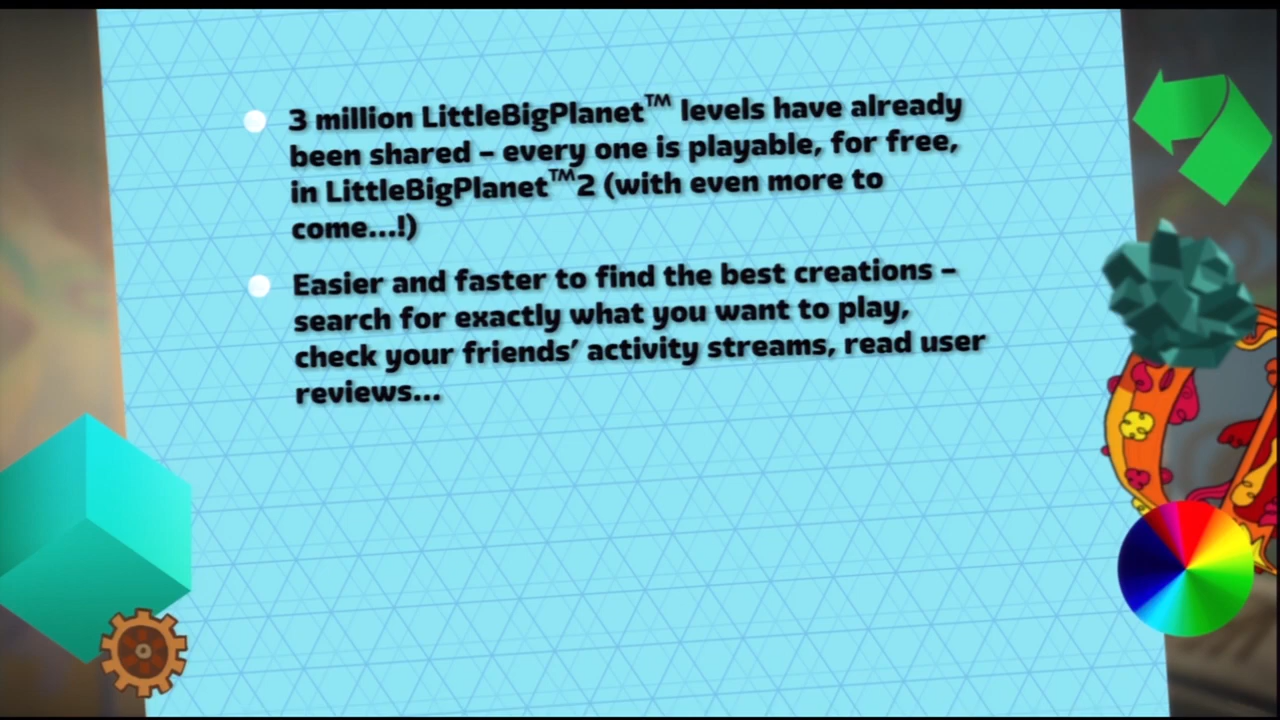 3 million LittleBigPlanet™ levels have already
been shared – every one is playable, for free,
in LittleBigPlanet™2 (with even more to
come...!)
Easier and faster to find the best creations –
search for exactly what you want to play,
check your friends’ activity streams, read user
reviews...